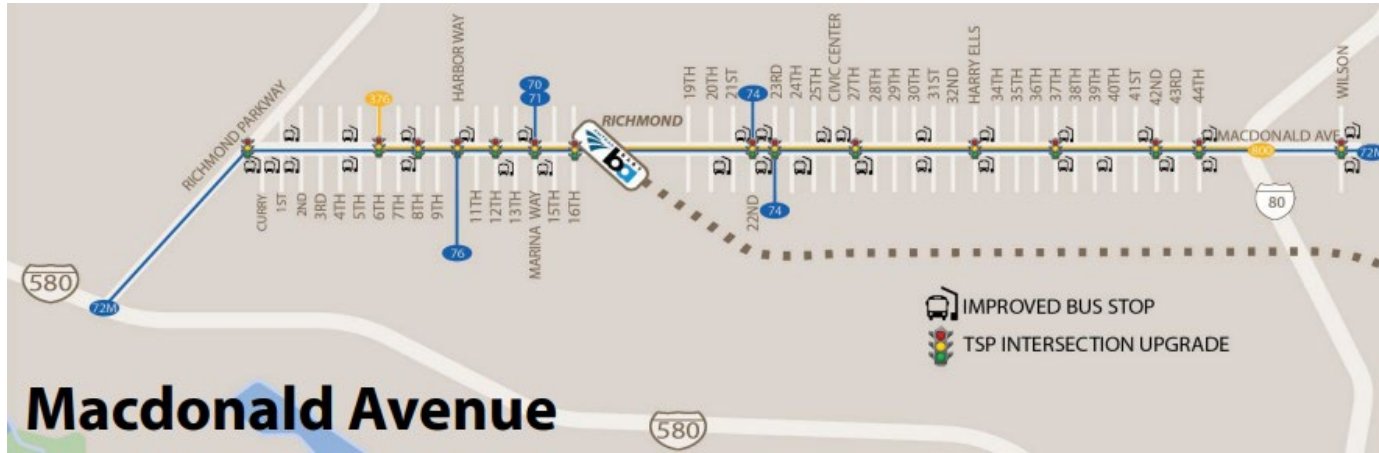 RICHMOND PARKWAY
376
HARBOR WAY
70
71
RICHMOND
19TH
20TH
21ST
74
23RD
24TH
25TH
CIVIC CENTER
27TH
28TH
29TH
30TH
31ST
32ND
HARRY ELLS
34TH
35TH
36TH
37TH
38TH
39TH
40TH
41ST
42ND
43RD
44TH
WILSON
MACDONALD AVE
800
72M
CURRY
1ST
2ND
3RD
4TH
5TH
6TH
7TH
8TH
9TH
76
11TH
12TH
13TH
MARINA WAY
15TH
16TH
ba
22ND
74
80
580
72M
IMPROVED BUS STOP
TSP INTERSECTION UPGRADE
Macdonald Avenue
580